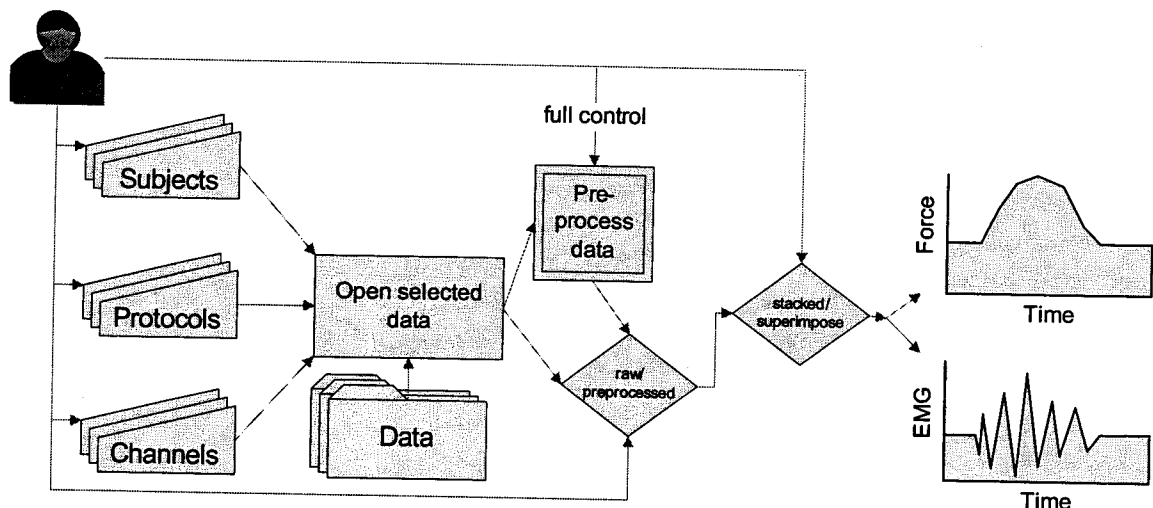 full control
Subjects
Pre-
process
data
Force
Time
Protocols
Open selected
data
stacked/
superimpose
raw/
preprocessed
Channels
Data
EMG
Time